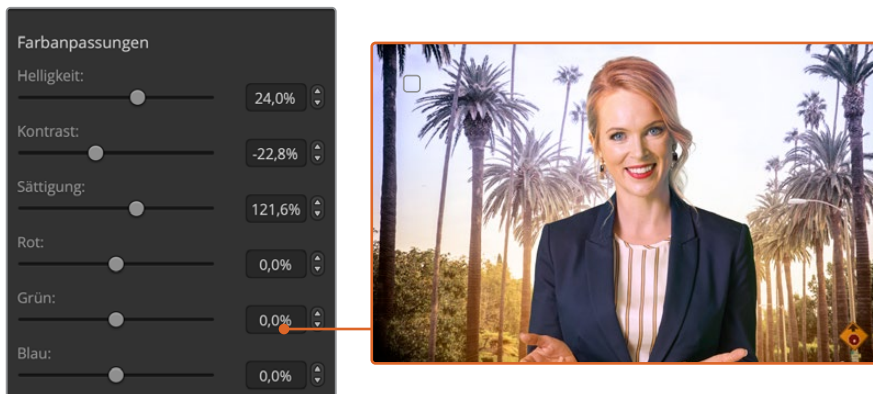 Farbanpassungen
Helligkeit:
24,0%
Kontrast:
-22,8%
Sättigung:
121,6%
Rot:
0,0%
Grün:
0,0%
Blau:
0,0%